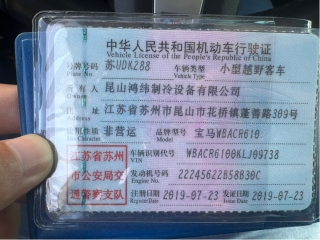 中华人民共和国机动车行驶证
Vehicle License of the People's Republic of China
号牌号码 苏UDK288 车辆类型 小型越野客车
Plate No. Vehicle Type
所有人 昆山鸿纬制冷设备有限公司
Owner
住址 江苏省苏州市昆山市花桥镇蓬善路309号
使用性质 非营运 品牌型号 宝马WBACR610
Use Character Model
江苏省苏州 车辆识别代号 WBACR6100KLJ09738
VIN
市公安局交 发动机号码 22245622B58B30C
Engine No.
通警察支队 注册日期 2019-07-23 发证日期 2019-07-23
Register Date Issue Date